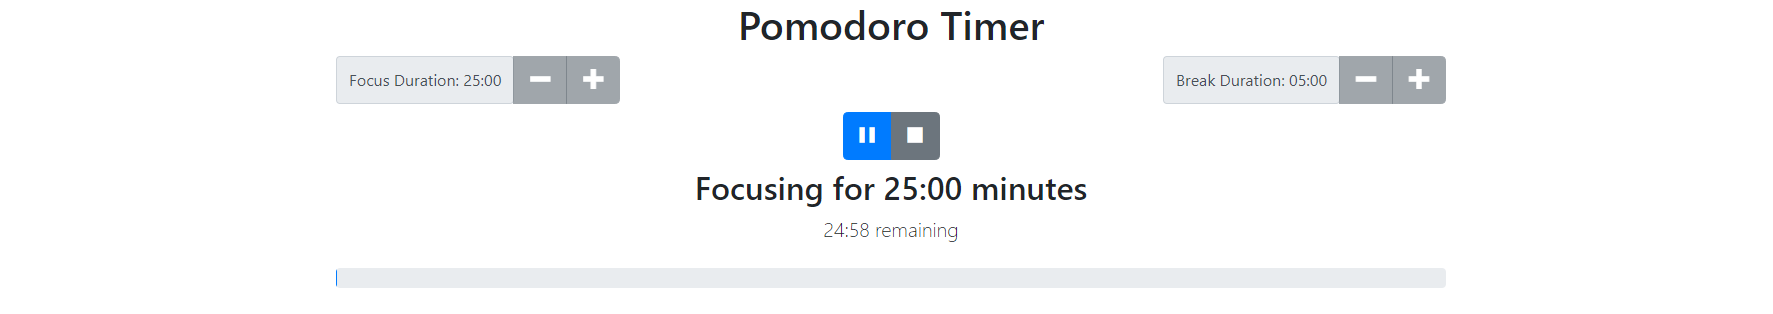 Pomodoro Timer
Focus Duration: 25:00
Break Duration: 05:00
Focusing for 25:00 minutes
24:58 remaining